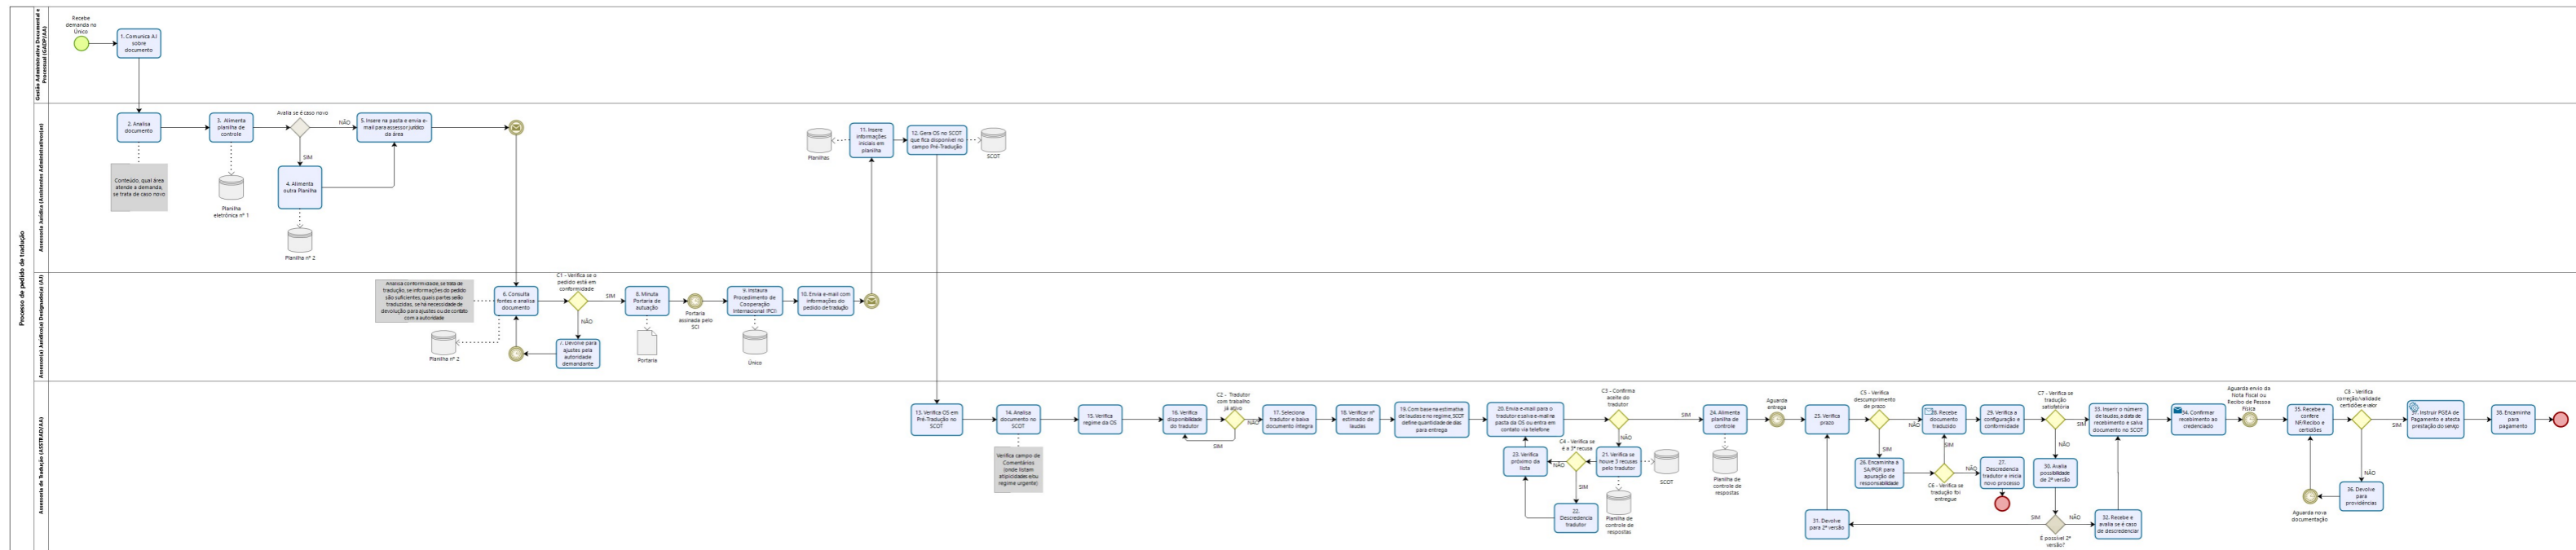 Processo de pedido de tradução
Gestão Administrativa Documental e
Processual (GADP/AA)
Recebe
demanda no
Único
1. Comunica AJ
sobre
documento
Assessoria Jurídica (Assistentes Administrativos(as)
2. Analisa
documento
Conteúdo, qual área
atende a demanda,
se trata de caso novo
3. Alimenta
planilha de
controle
Planilha
eletrônica nº 1
Avalia se é caso novo
NÃO
SIM
4. Alimenta
outra Planilha
Planilha nº 2
5. Insere na pasta e envia e-
mail para assessor jurídico
da área
Planilhas
11. Insere
informações
iniciais em
planilha
12. Gera OS no SCOT
que fica disponível no
campo Pré-Tradução
SCOT
Assessor(a) Jurídico(a) Designado(a) (AJ)
Analisa conformidade, se trata de
tradução, se informações do pedido
são suficientes, quais partes serão
traduzidas, se há necessidade de
devolução para ajustes ou de contato
com a autoridade
Planilha nº 2
6. Consulta
fontes e analisa
documento
C1 - Verifica se o
pedido está em
conformidade
SIM
NÃO
7. Devolve para
ajustes pela
autoridade
demandante
8. Minuta
Portaria de
autuação
Portaria
Portaria
assinada pelo
SCI
9. Instaura
Procedimento de
Cooperação
Internacional (PCI)
Único
10. Envia e-mail com
informações do
pedido de tradução
Assessoria de Tradução (ASTRAD/AA)
13. Verifica OS em
Pré-Tradução no
SCOT
14. Analisa
documento no
SCOT
Verifica campo de
Comentários
(onde listam
atipicidades e/ou
regime urgente)
15. Verifica
regime da OS
16. Verifica
disponibilidade
do tradutor
C2 - Tradutor
com trabalho
já ativo
NÃO
SIM
17. Seleciona
tradutor e baixa
documento íntegra
18. Verificar nº
estimado de
laudas
19. Com base na estimativa
de laudas e no regime, SCOT
define quantidade de dias
para entrega
20. Envia e-mail para o
tradutor e salva e-mail na
pasta da OS ou entra em
contato via telefone
C3 - Confirma
aceite do
tradutor
SIM
NÃO
21. Verifica se
houve 3 recusas
pelo tradutor
SCOT
Planilha de
controle de
respostas
C4 - Verifica se
é a 3ª recusa
NÃO
SIM
22.
Descredencia
tradutor
23. Verifica
próximo da
lista
24. Alimenta
planilha de
controle
Planilha de
controle de
respostas
Aguarda
entrega
25. Verifica
prazo
C5 - Verifica
descumprimento
de prazo
NÃO
SIM
26. Encaminha à
SA/PGR para
apuração de
responsabilidade
C6 - Verifica se
tradução foi
entregue
SIM
NÃO
27.
Descredencia
tradutor e inicia
novo processo
28. Recebe
documento
traduzido
29. Verifica a
configuração e
conformidade
C7 - Verifica se
tradução
satisfatória
SIM
NÃO
30. Avalia
possibilidade
de 2ª versão
É possível 2ª
versão?
SIM
NÃO
31. Devolve
para 2ª versão
32. Recebe e
avalia se é caso
de descredenciar
33. Inserir o número
de laudas, a data de
recebimento e salva
documento no SCOT
34. Confirmar
recebimento ao
credenciado
Aguarda envio da
Nota Fiscal ou
Recibo de Pessoa
Física
35. Recebe e
confere
NF/Recibo e
certidões
C8 - Verifica
correção/validade
certidões e valor
SIM
NÃO
36. Devolve
para
providências
Aguarda nova
documentação
37. Instruir PGEA de
Pagamento e atesta
prestação do serviço
38. Encaminha
para
pagamento